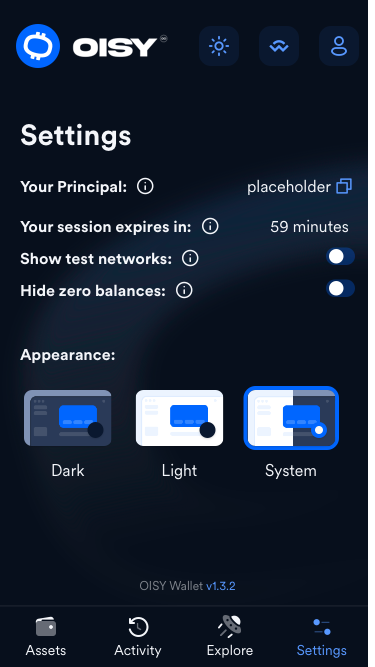 OISY
Settings
Your Principal: placeholder
Your session expires in: 59 minutes
Show test networks:
Hide zero balances:
Appearance:
Dark Light System
OISY Wallet v1.3.2
Assets Activity Explore Settings